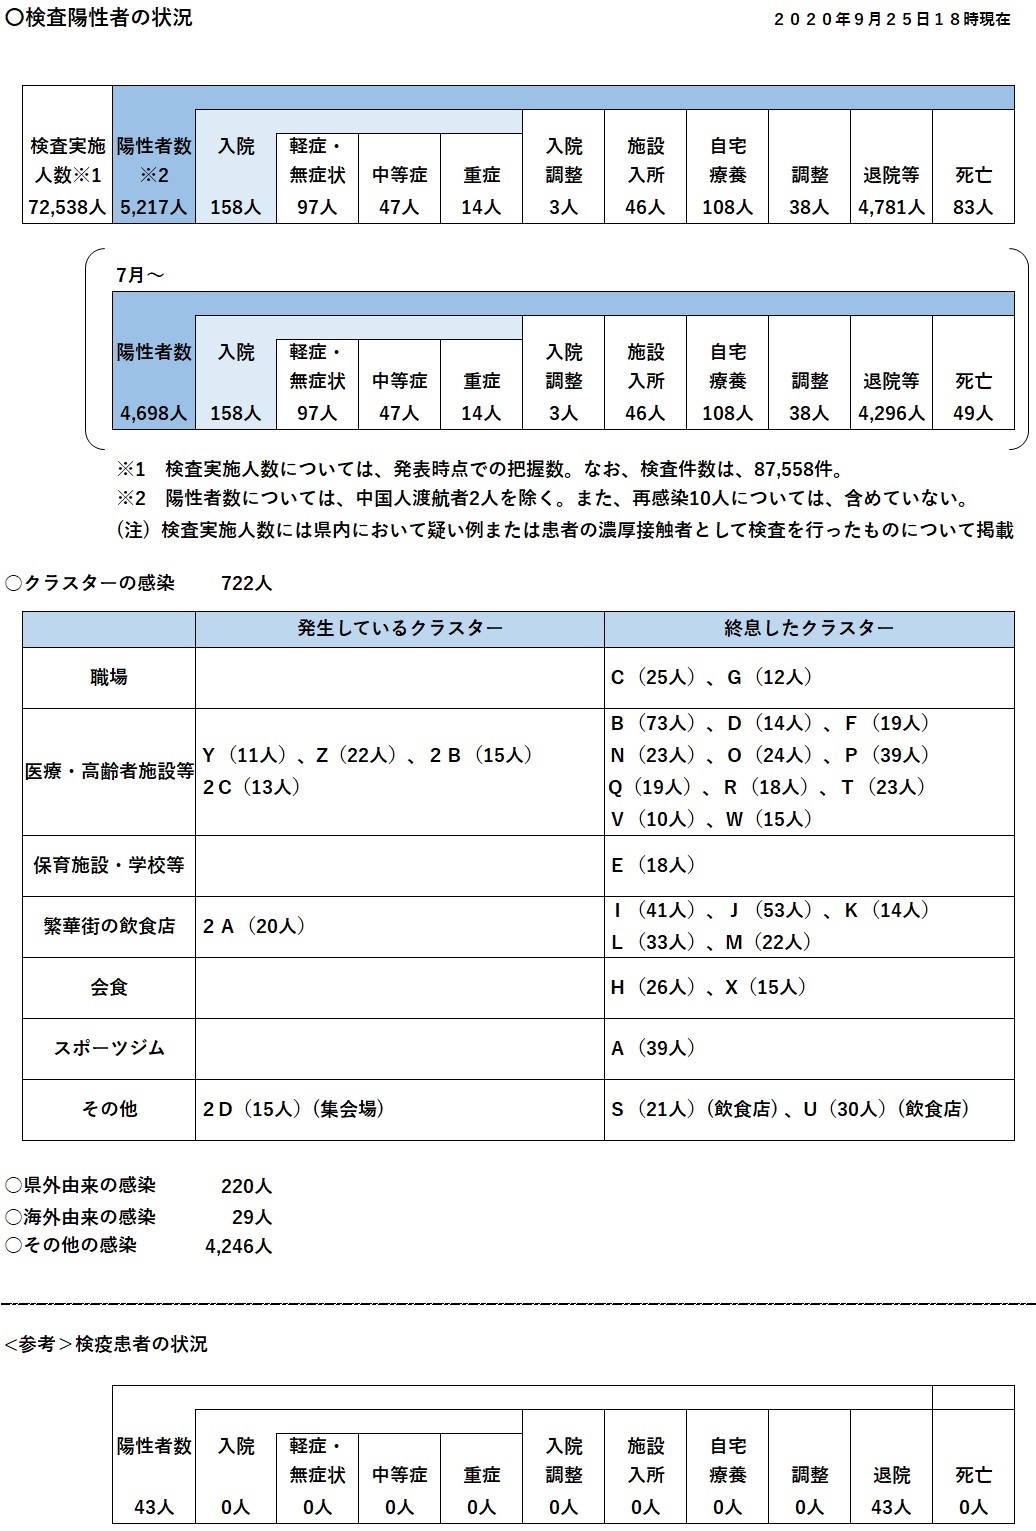 〇検査陽性者の状況
２０２０年９月２５日１８時現在
検査実施人数※1 陽性者数※2 入院 軽症・無症状 中等症 重症 入院調整 施設入所 自宅療養 調整 退院等 死亡
72,538人 5,217人 158人 97人 47人 14人 3人 46人 108人 38人 4,781人 83人
7月～
陽性者数 入院 軽症・無症状 中等症 重症 入院調整 施設入所 自宅療養 調整 退院等 死亡
4,698人 158人 97人 47人 14人 3人 46人 108人 38人 4,296人 49人
※1　検査実施人数については、発表時点での把握数。なお、検査件数は、87,558件。
※2　陽性者数については、中国人渡航者2人を除く。また、再感染10人については、含めていない。
(注）検査実施人数には県内において疑い例または患者の濃厚接触者として検査を行ったものについて掲載
○クラスターの感染 722人
発生しているクラスター 終息したクラスター
職場 Ｃ（25人）、Ｇ（12人）
医療・高齢者施設等
Ｙ（11人）、Z（22人）、２Ｂ（15人）
２Ｃ（13人）
Ｂ（73人）、Ｄ（14人）、Ｆ（19人）
Ｎ（23人）、Ｏ（24人）、Ｐ（39人）
Ｑ（19人）、Ｒ（18人）、Ｔ（23人）
Ｖ（10人）、Ｗ（15人）
保育施設・学校等 Ｅ（18人）
繁華街の飲食店 ２Ａ（20人）
Ｉ（41人）、Ｊ（53人）、Ｋ（14人）
Ｌ（33人）、Ｍ（22人）
会食 Ｈ（26人）、Ｘ（15人）
スポーツジム Ａ（39人）
その他 ２Ｄ（15人）(集会場) Ｓ（21人）(飲食店)、Ｕ（30人）(飲食店)
○県外由来の感染 220人
○海外由来の感染 29人
○その他の感染 4,246人
<参考＞検疫患者の状況
陽性者数 入院 軽症・無症状 中等症 重症 入院調整 施設入所 自宅療養 調整 退院 死亡
43人 0人 0人 0人 0人 0人 0人 0人 0人 43人 0人